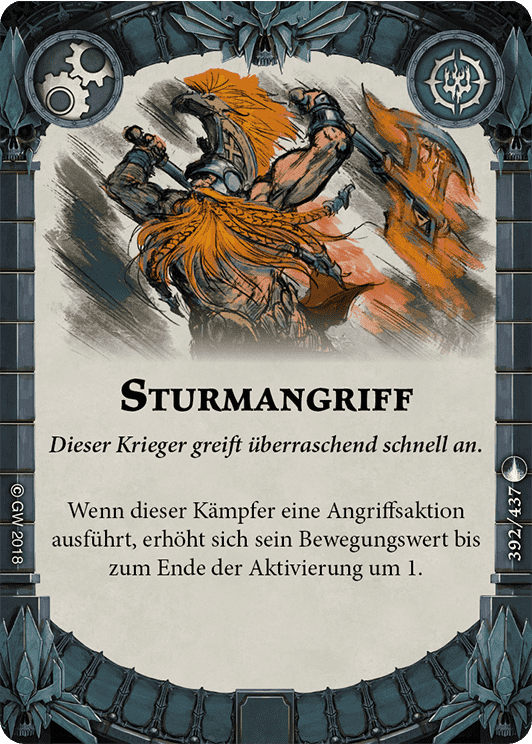 STURMANGRIFF
Dieser Krieger greift überraschend schnell an.
Wenn dieser Kämpfer eine Angriffsaktion
ausführt, erhöht sich sein Bewegungswert bis
zum Ende der Aktivierung um 1.
© GW 2018
392/437